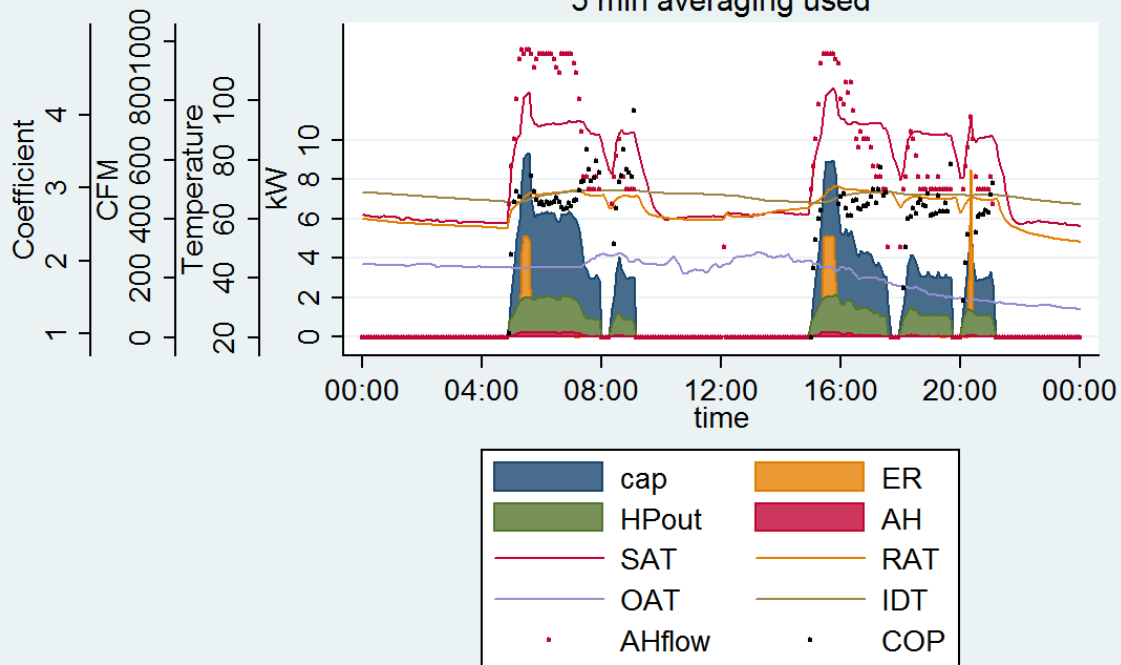 5 min averaging used
Coefficient
1 2 3 4
CFM
0 200 400 600 800 1000
Temperature
20 40 60 80 100
kW
0 2 4 6 8 10
00:00 04:00 08:00 12:00 16:00 20:00 00:00
time
cap ER
HPout AH
SAT RAT
OAT IDT
AHflow COP